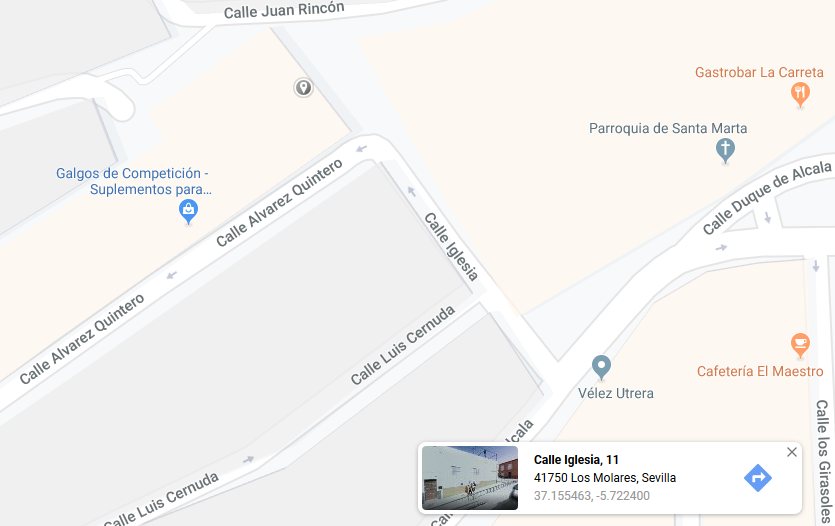 Calle Juan Rincón
Gastrobar La Carreta
Parroquia de Santa Marta
Galgos de Competición -
Suplementos para...
Calle Duque de Alcala
Calle Alvarez Quintero
Calle Iglesia
Calle Alvarez Quintero
Calle Luis Cernuda
Cafetería El Maestro
Vélez Utrera
Calle los Girasoles
Calle Iglesia, 11
41750 Los Molares, Sevilla
37.155463, -5.722400
Calle Luis Cernuda